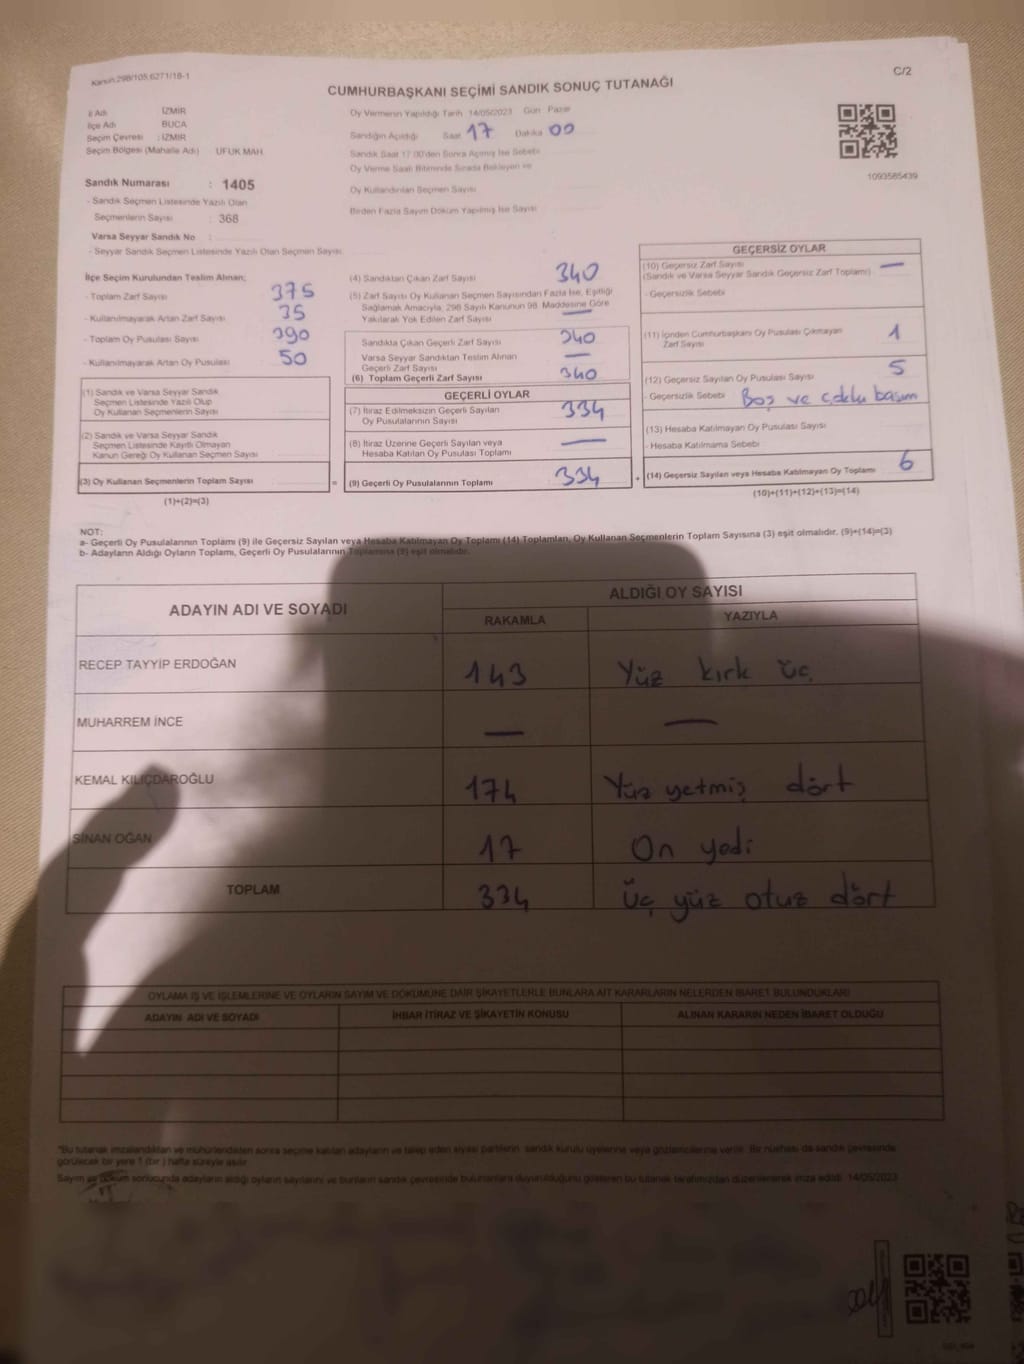 Kanun:298/105,6271/18-1
C/2
CUMHURBAŞKANI SEÇİMİ SANDIK SONUÇ TUTANAĞI
İl Adı İZMİR
İlçe Adı BUCA
Seçim Çevresi : İZMİR
Seçim Bölgesi (Mahalle Adı) UFUK MAH.
Sandık Numarası : 1405
- Sandık Seçmen Listesinde Yazılı Olan
Seçmenlerin Sayısı : 368
Varsa Seyyar Sandık No :
- Seyyar Sandık Seçmen Listesinde Yazılı Olan Seçmen Sayısı
Oy Vermenin Yapıldığı Tarih 14/05/2023 Gün Pazar
Sandığın Açıldığı Saat 17 Dakika 00
Sandık Saat 17.00'den Sonra Açılmış İse Sebebi
Oy Verme Saati Bitiminde Sırada Bekleyen ve
Oy Kullandırılan Seçmen Sayısı
Birden Fazla Sayım Döküm Yapılmış İse Sayısı
1093585439
İlçe Seçim Kurulundan Teslim Alınan;
- Toplam Zarf Sayısı 375
- Kullanılmayarak Artan Zarf Sayısı 35
- Toplam Oy Pusulası Sayısı 390
- Kullanılmayarak Artan Oy Pusulası 50
(1) Sandık ve Varsa Seyyar Sandık
Seçmen Listesinde Yazılı Olup
Oy Kullanan Seçmenlerin Sayısı
(2) Sandık ve Varsa Seyyar Sandık
Seçmen Listesinde Kayıtlı Olmayan
Kanun Gereği Oy Kullanan Seçmen Sayısı
(3) Oy Kullanan Seçmenlerin Toplam Sayısı =
(1)+(2)=(3)
(4) Sandıktan Çıkan Zarf Sayısı 340
(5) Zarf Sayısı Oy Kullanan Seçmen Sayısından Fazla İse, Eşitliği
Sağlamak Amacıyla, 298 Sayılı Kanunun 98. Maddesine Göre
Yakılarak Yok Edilen Zarf Sayısı —
Sandıkta Çıkan Geçerli Zarf Sayısı 340
Varsa Seyyar Sandıktan Teslim Alınan
Geçerli Zarf Sayısı —
(6) Toplam Geçerli Zarf Sayısı 340
GEÇERLİ OYLAR
(7) İtiraz Edilmeksizin Geçerli Sayılan
Oy Pusulalarının Sayısı 334
(8) İtiraz Üzerine Geçerli Sayılan veya
Hesaba Katılan Oy Pusulası Toplamı —
(9) Geçerli Oy Pusulalarının Toplamı 334 +
GEÇERSİZ OYLAR
(10) Geçersiz Zarf Sayısı —
(Sandık ve Varsa Seyyar Sandık Geçersiz Zarf Toplamı)
- Geçersizlik Sebebi
(11) İçinden Cumhurbaşkanı Oy Pusulası Çıkmayan
Zarf Sayısı 1
(12) Geçersiz Sayılan Oy Pusulası Sayısı 5
- Geçersizlik Sebebi Boş ve çoklu basım
(13) Hesaba Katılmayan Oy Pusulası Sayısı
- Hesaba Katılmama Sebebi
(14) Geçersiz Sayılan veya Hesaba Katılmayan Oy Toplamı 6
(10)+(11)+(12)+(13)=(14)
NOT:
a- Geçerli Oy Pusulalarının Toplamı (9) ile Geçersiz Sayılan veya Hesaba Katılmayan Oy Toplamı (14) Toplamları, Oy Kullanan Seçmenlerin Toplam Sayısına (3) eşit olmalıdır. (9)+(14)=(3)
b- Adayların Aldığı Oyların Toplamı, Geçerli Oy Pusulalarının Toplamına (9) eşit olmalıdır.
ADAYIN ADI VE SOYADI ALDIĞI OY SAYISI
RAKAMLA YAZIYLA
RECEP TAYYİP ERDOĞAN 143 Yüz kırk üç
MUHARREM İNCE — —
KEMAL KILIÇDAROĞLU 174 Yüz yetmiş dört
SİNAN OĞAN 17 On yedi
TOPLAM 334 üç yüz otuz dört
OYLAMA İŞ VE İŞLEMLERİNE VE OYLARIN SAYIM VE DÖKÜMÜNE DAİR ŞİKAYETLERLE BUNLARA AİT KARARLARIN NELERDEN İBARET BULUNDUKLARI
ADAYIN ADI VE SOYADI İHBAR İTİRAZ VE ŞİKAYETİN KONUSU ALINAN KARARIN NEDEN İBARET OLDUĞU
"Bu tutanak imzalandıktan ve mühürlendikten sonra seçime katılan adayların ve talep eden siyasi partilerin sandık kurulu üyelerine veya gözlemcilerine verilir. Bir nüshası da sandık çevresinde
görülecek bir yere 1 (bir) hafta süreyle asılır.
Sayım ve döküm sonucunda adayların aldığı oyların sayılarını ve bunların sandık çevresinde bulunanlara duyurulduğunu gösteren bu tutanak tarafımızdan düzenlenerek imza edildi. 14/05/2023